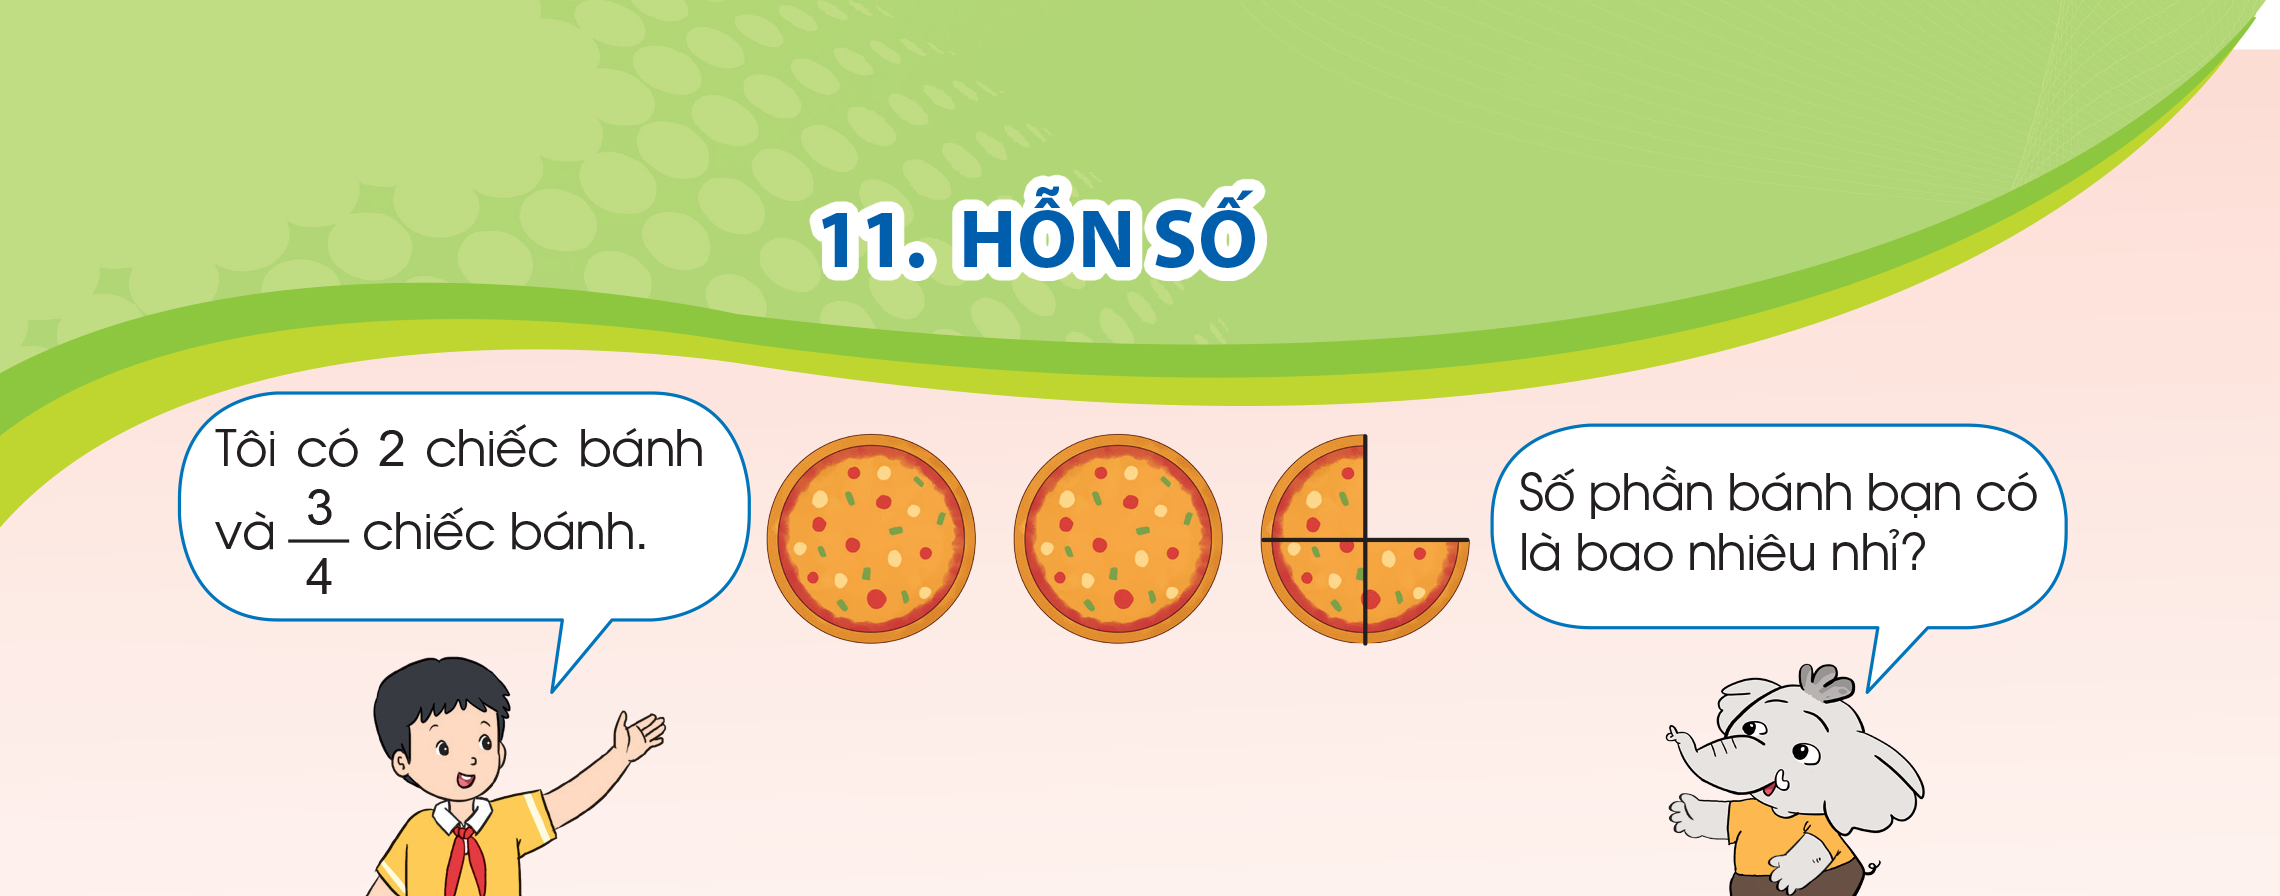 11. HỖN SỐ
Tôi có 2 chiếc bánh
và 3/4 chiếc bánh.
Số phần bánh bạn có
là bao nhiêu nhỉ?